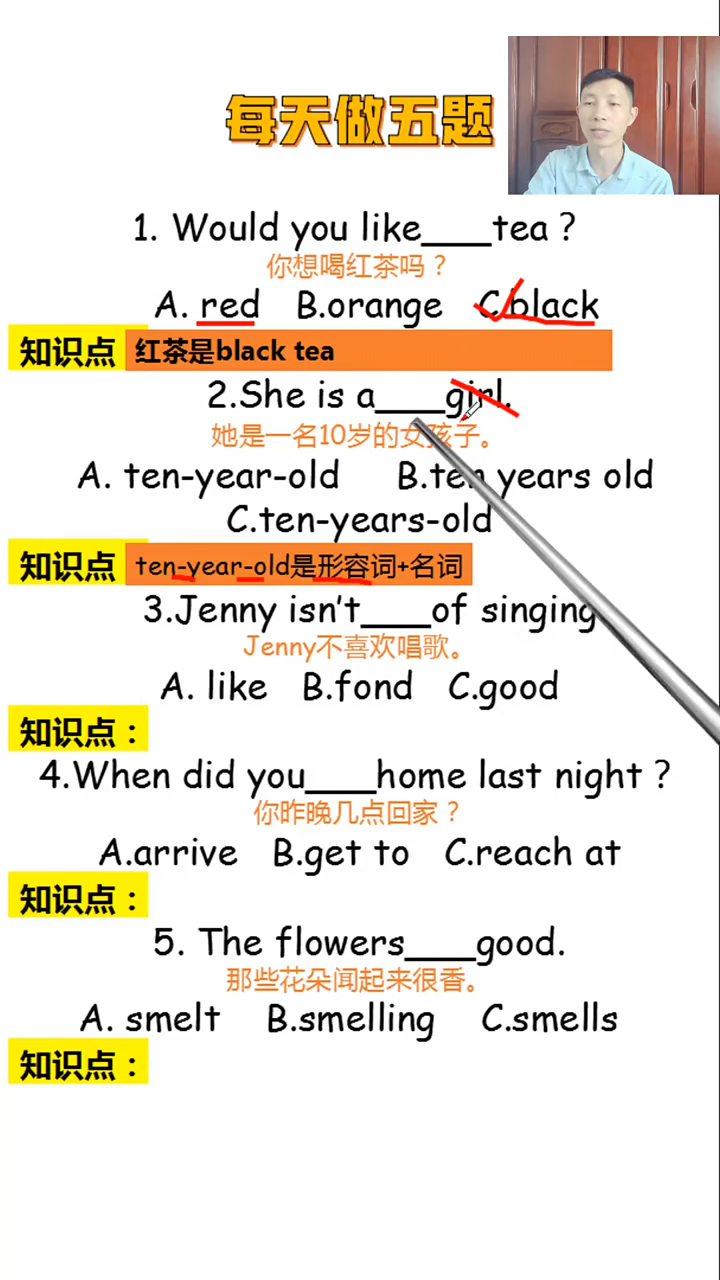 每天做五题
1. Would you like___tea？
你想喝红茶吗？
A. red B.orange C.black
知识点 红茶是black tea
2.She is a___girl.
她是一名10岁的女孩子。
A. ten-year-old B.ten years old
C.ten-years-old
知识点 ten-year-old是形容词+名词
3.Jenny isn't___of singing
Jenny不喜欢唱歌。
A. like B.fond C.good
知识点：
4.When did you___home last night？
你昨晚几点回家？
A.arrive B.get to C.reach at
知识点：
5. The flowers___good.
那些花朵闻起来很香。
A. smelt B.smelling C.smells
知识点：